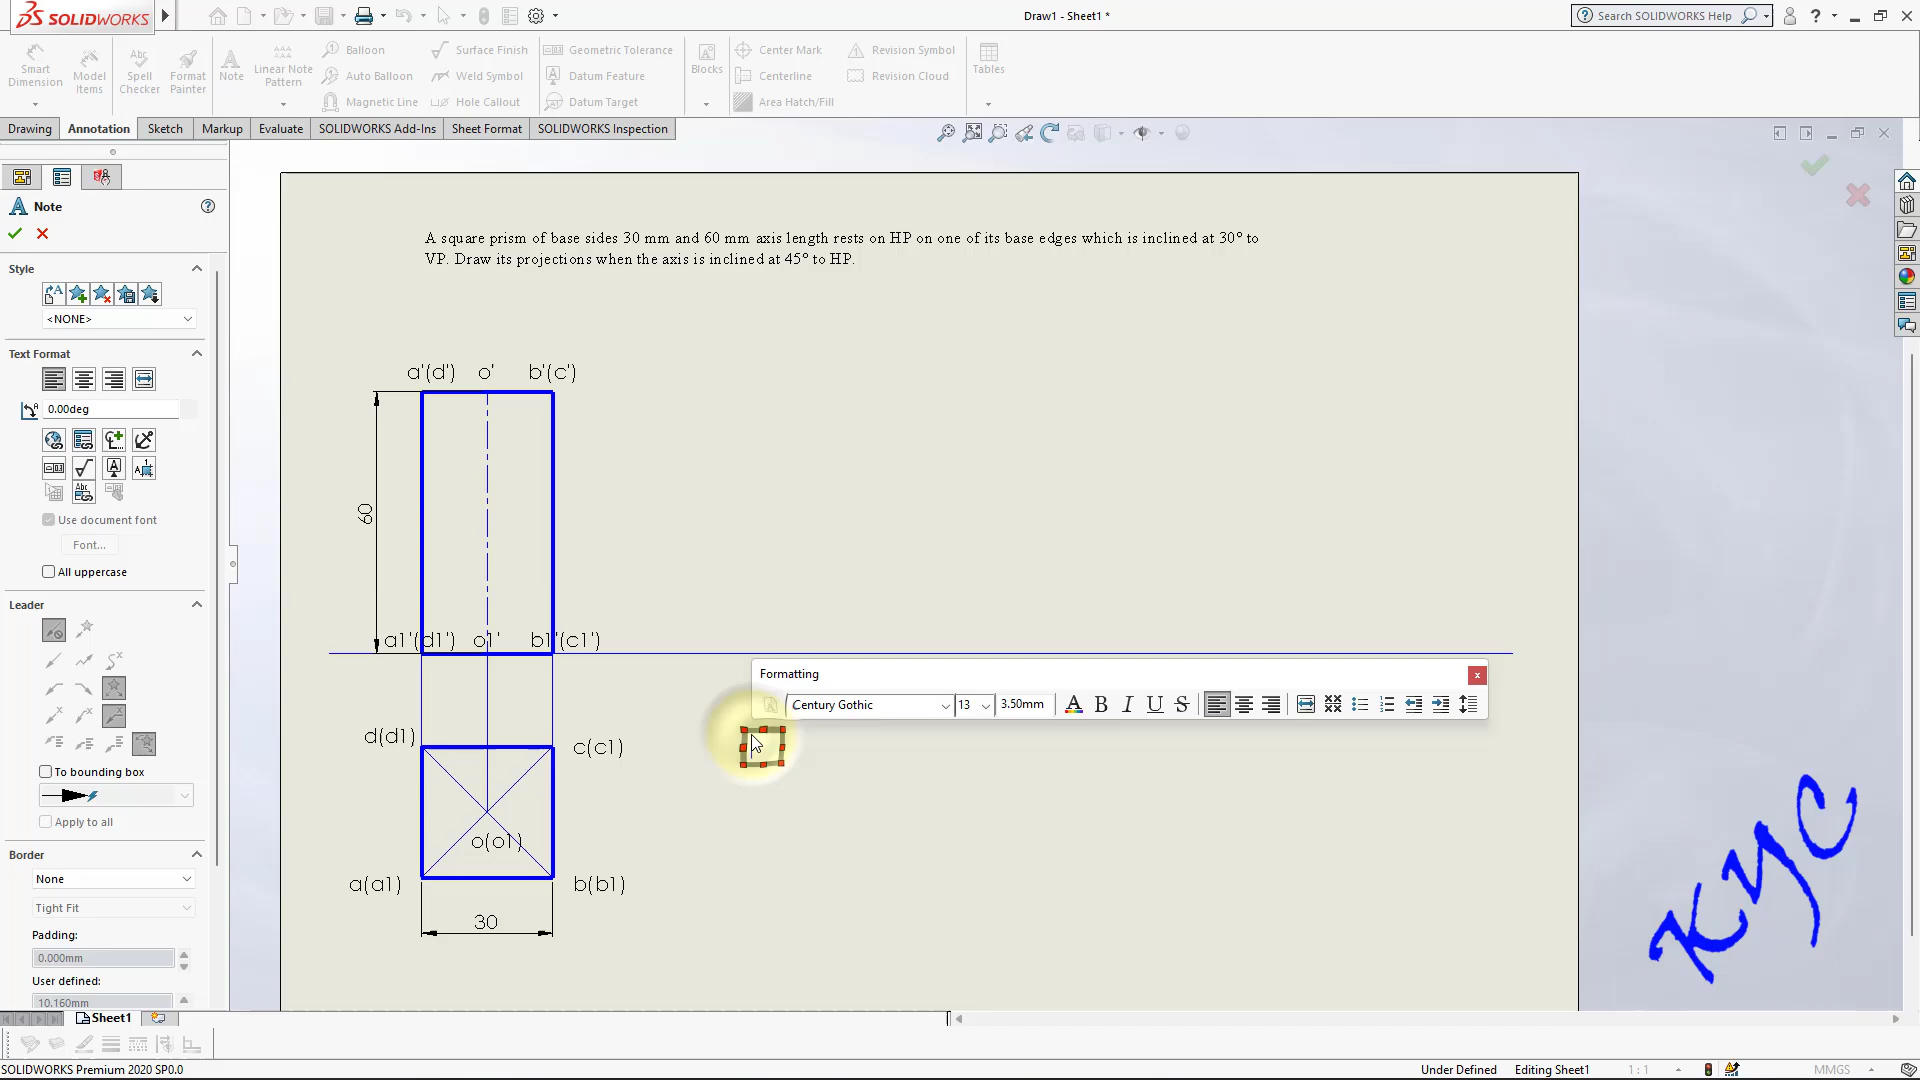 SOLIDWORKS
Draw1 - Sheet1 *
Search SOLIDWORKS Help
Smart Dimension
Model Items
Spell Checker
Format Painter
Note
Linear Note Pattern
Balloon
Auto Balloon
Magnetic Line
Surface Finish
Weld Symbol
Hole Callout
Geometric Tolerance
Datum Feature
Datum Target
Blocks
Center Mark
Centerline
Area Hatch/Fill
Revision Symbol
Revision Cloud
Tables
Drawing
Annotation
Sketch
Markup
Evaluate
SOLIDWORKS Add-Ins
Sheet Format
SOLIDWORKS Inspection
Note
Style
<NONE>
Text Format
0.00deg
Use document font
Font...
All uppercase
Leader
To bounding box
Apply to all
Border
None
Tight Fit
Padding:
0.000mm
User defined:
10.160mm
A square prism of base sides 30 mm and 60 mm axis length rests on HP on one of its base edges which is inclined at 30° to
VP. Draw its projections when the axis is inclined at 45° to HP.
a'(d') o' b'(c')
60
a1'(d1') o1' b1'(c1')
Formatting
Century Gothic 13 3.50mm
d(d1) c(c1)
o(o1)
a(a1) b(b1)
30
KYC
Sheet1
SOLIDWORKS Premium 2020 SP0.0
Under Defined
Editing Sheet1
1 : 1
MMGS